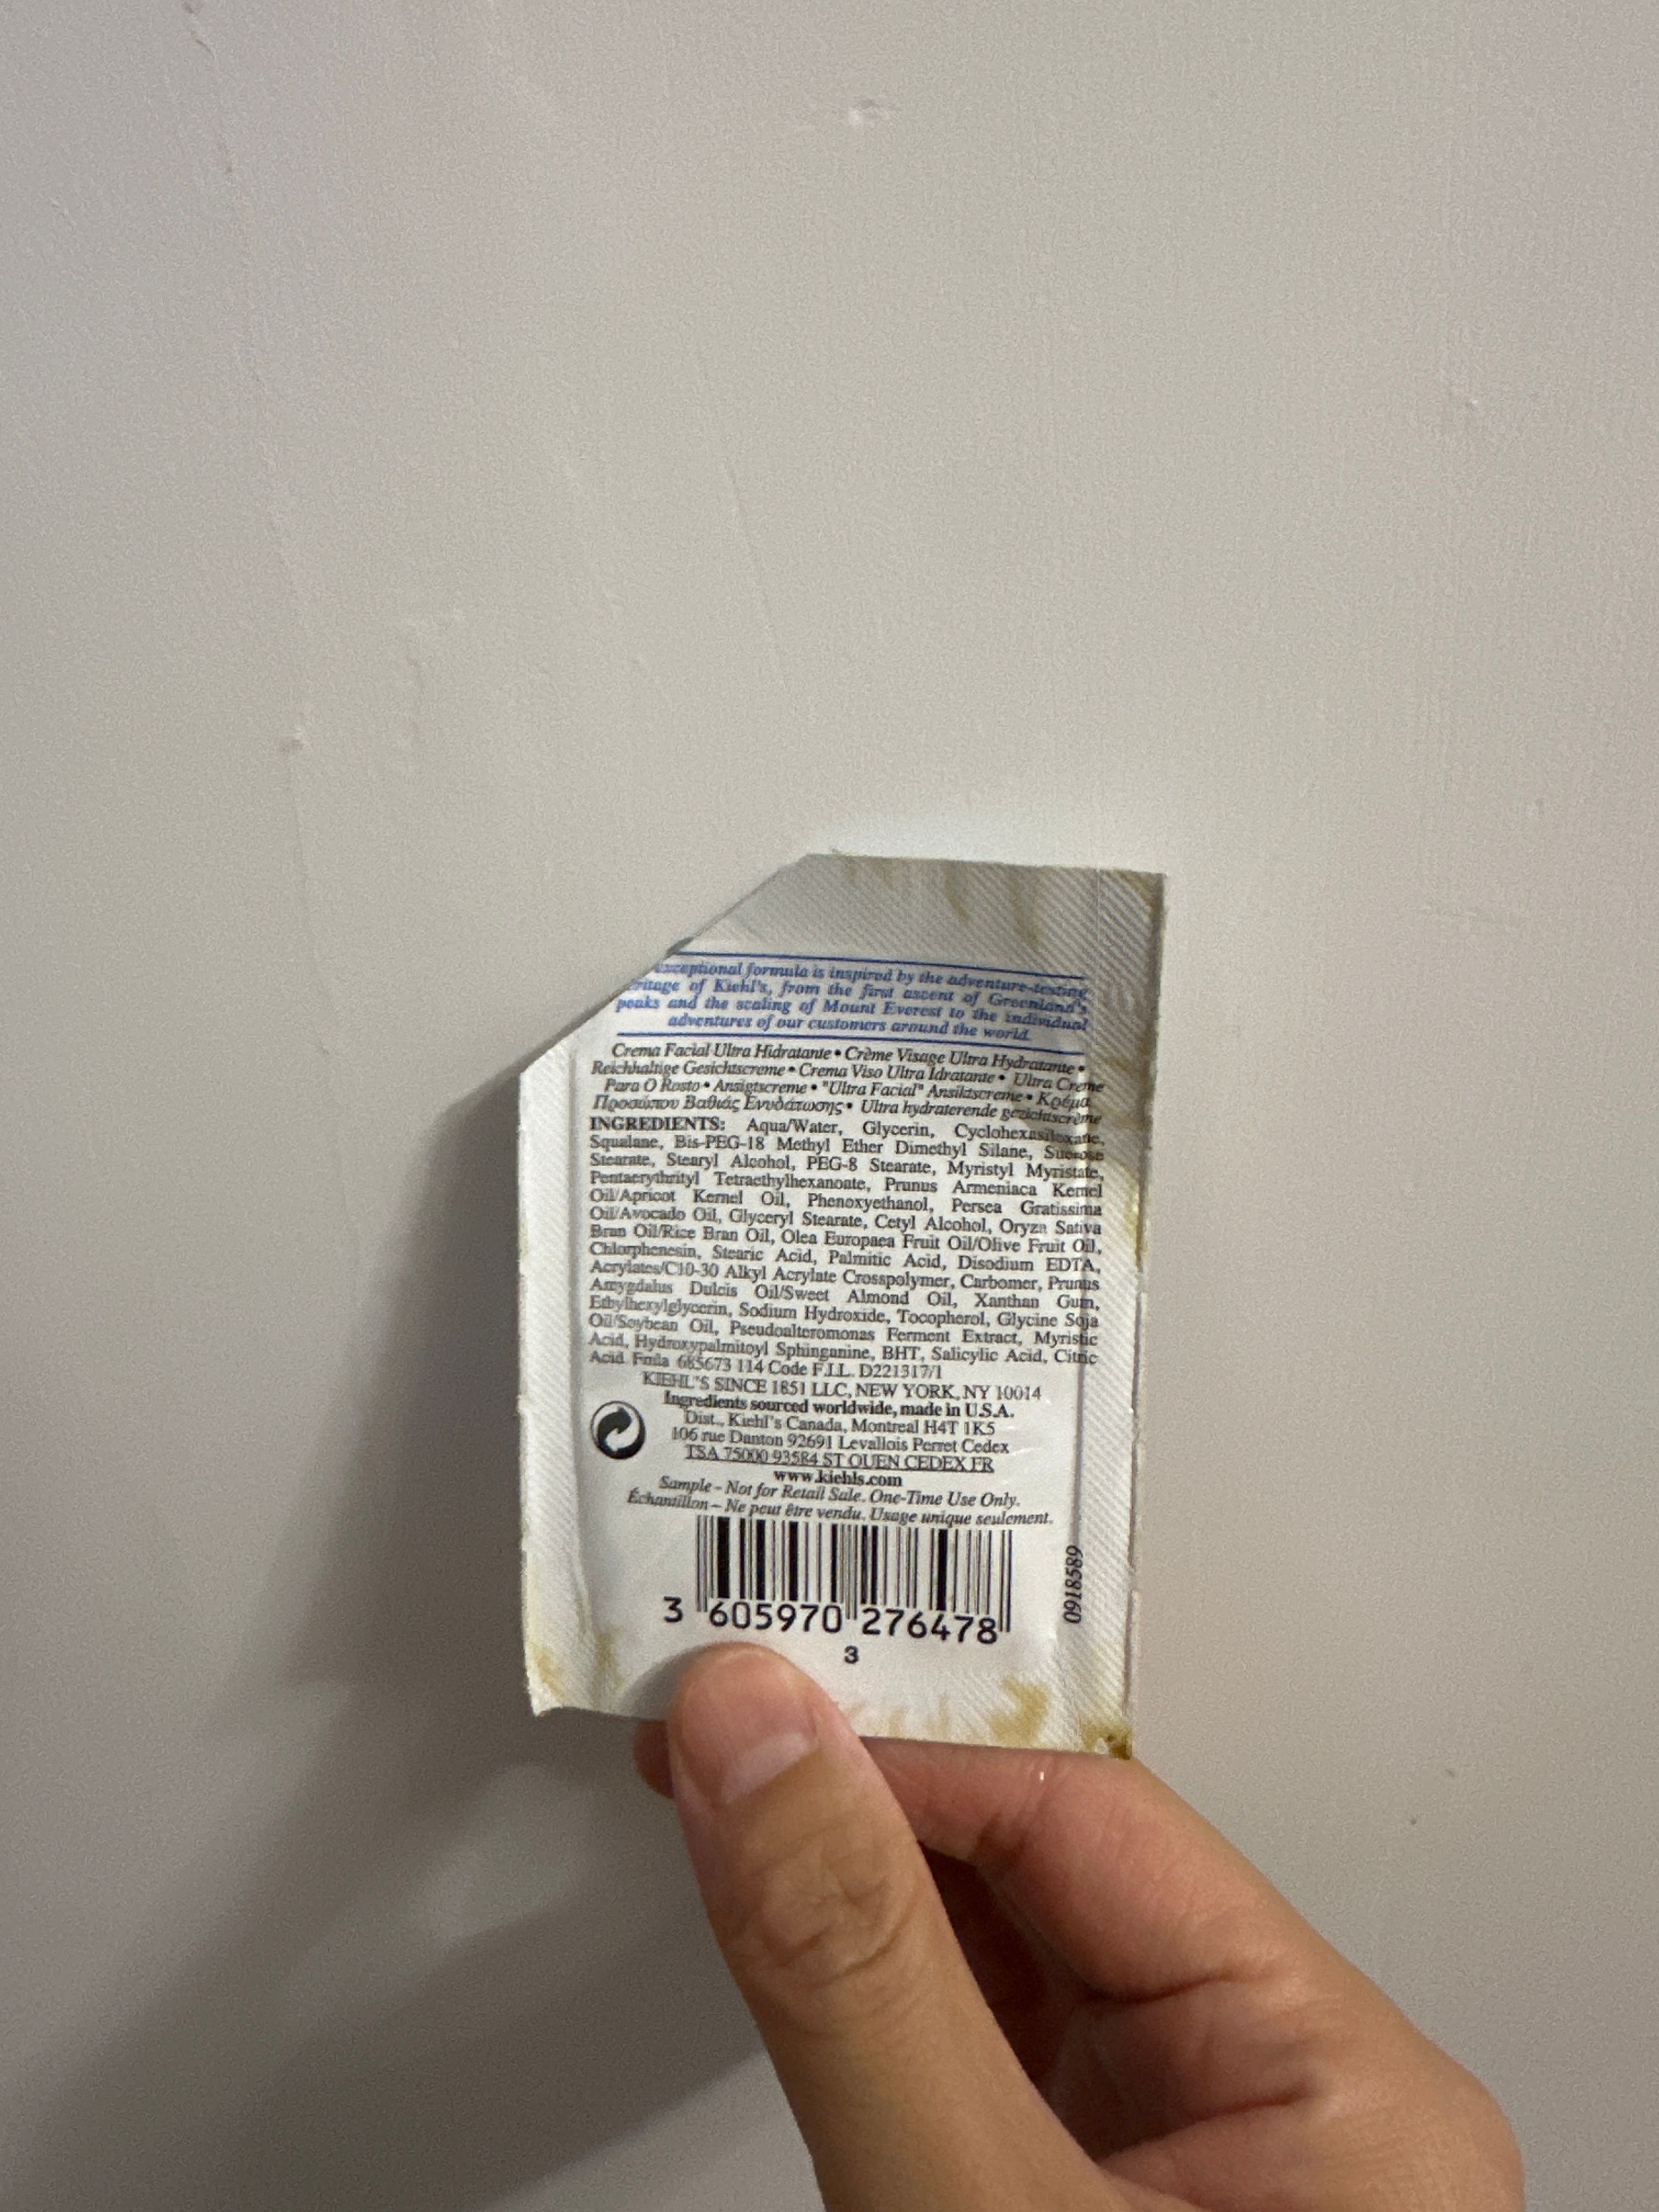 exceptional formula is inspired by the adventure-testing
ritage of Kiehl's, from the first ascent of Greenland's
peaks and the scaling of Mount Everest to the individual
adventures of our customers around the world.
Crema Facial Ultra Hidratante • Crème Visage Ultra Hydratante •
Reichhaltige Gesichtscreme • Crema Viso Ultra Idratante • Ultra Creme
Para O Rosto • Ansigtscreme • "Ultra Facial" Ansiktscreme • Κρέμα
Προσώπου Βαθιάς Ενυδάτωσης • Ultra hydraterende gezichtscrème
INGREDIENTS: Aqua/Water, Glycerin, Cyclohexasiloxane,
Squalane, Bis-PEG-18 Methyl Ether Dimethyl Silane, Sucrose
Stearate, Stearyl Alcohol, PEG-8 Stearate, Myristyl Myristate,
Pentaerythrityl Tetraethylhexanoate, Prunus Armeniaca Kernel
Oil/Apricot Kernel Oil, Phenoxyethanol, Persea Gratissima
Oil/Avocado Oil, Glyceryl Stearate, Cetyl Alcohol, Oryza Sativa
Bran Oil/Rice Bran Oil, Olea Europaea Fruit Oil/Olive Fruit Oil,
Chlorphenesin, Stearic Acid, Palmitic Acid, Disodium EDTA,
Acrylates/C10-30 Alkyl Acrylate Crosspolymer, Carbomer, Prunus
Amygdalus Dulcis Oil/Sweet Almond Oil, Xanthan Gum,
Ethylhexylglycerin, Sodium Hydroxide, Tocopherol, Glycine Soja
Oil/Soybean Oil, Pseudoalteromonas Ferment Extract, Myristic
Acid, Hydroxypalmitoyl Sphinganine, BHT, Salicylic Acid, Citric
Acid. Fmla 685673 114 Code F.I.L. D221317/1
KIEHL'S SINCE 1851 LLC, NEW YORK, NY 10014
Ingredients sourced worldwide, made in U.S.A.
Dist., Kiehl's Canada, Montreal H4T 1K5
106 rue Danton 92691 Levallois Perret Cedex
TSA 75000 93584 ST OUEN CEDEX FR
www.kiehls.com
Sample - Not for Retail Sale. One-Time Use Only.
Échantillon - Ne peut être vendu. Usage unique seulement.
3 605970 276478
3
0918589